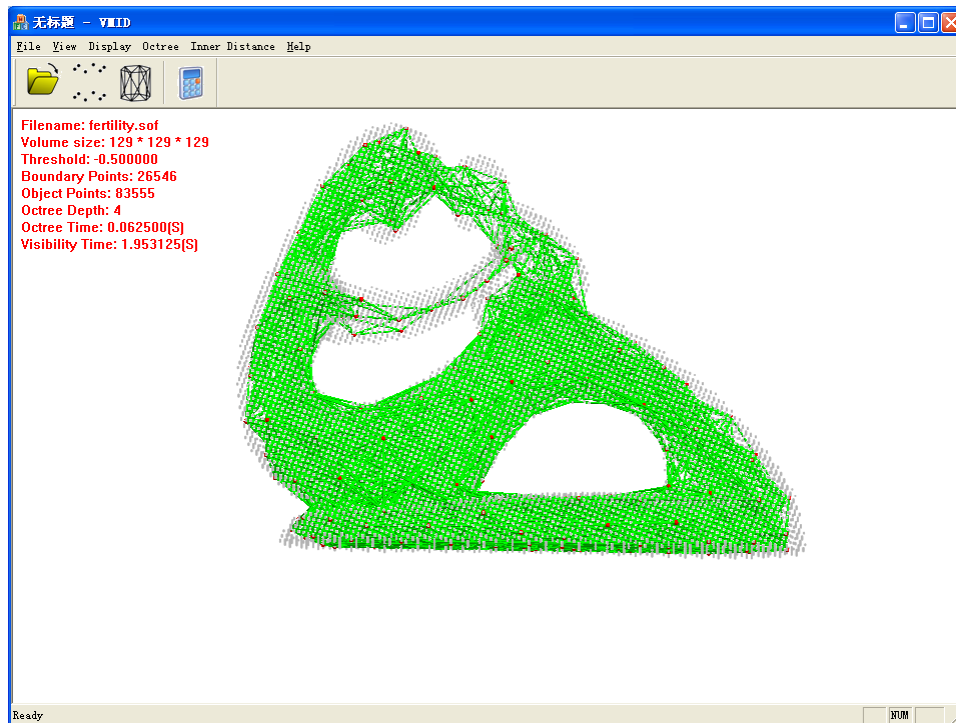 无标题 - VMID
File View Display Octree Inner Distance Help
Filename: fertility.sof
Volume size: 129 * 129 * 129
Threshold: -0.500000
Boundary Points: 26546
Object Points: 83555
Octree Depth: 4
Octree Time: 0.062500(S)
Visibility Time: 1.953125(S)
Ready
NUM